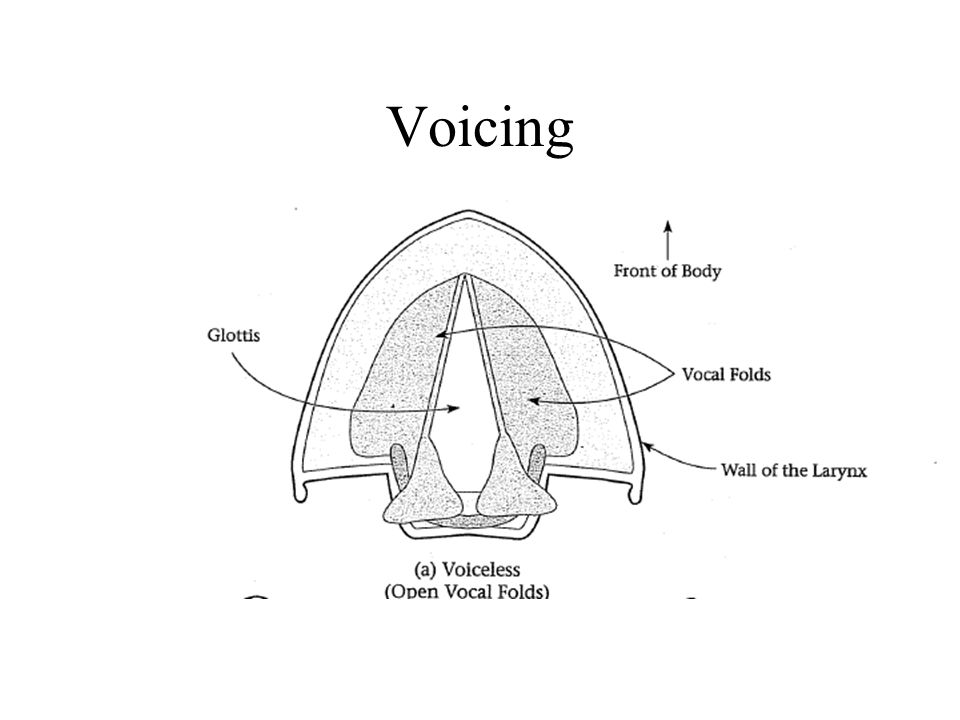 Voicing
Front of Body
Glottis
Vocal Folds
Wall of the Larynx
(a) Voiceless
(Open Vocal Folds)